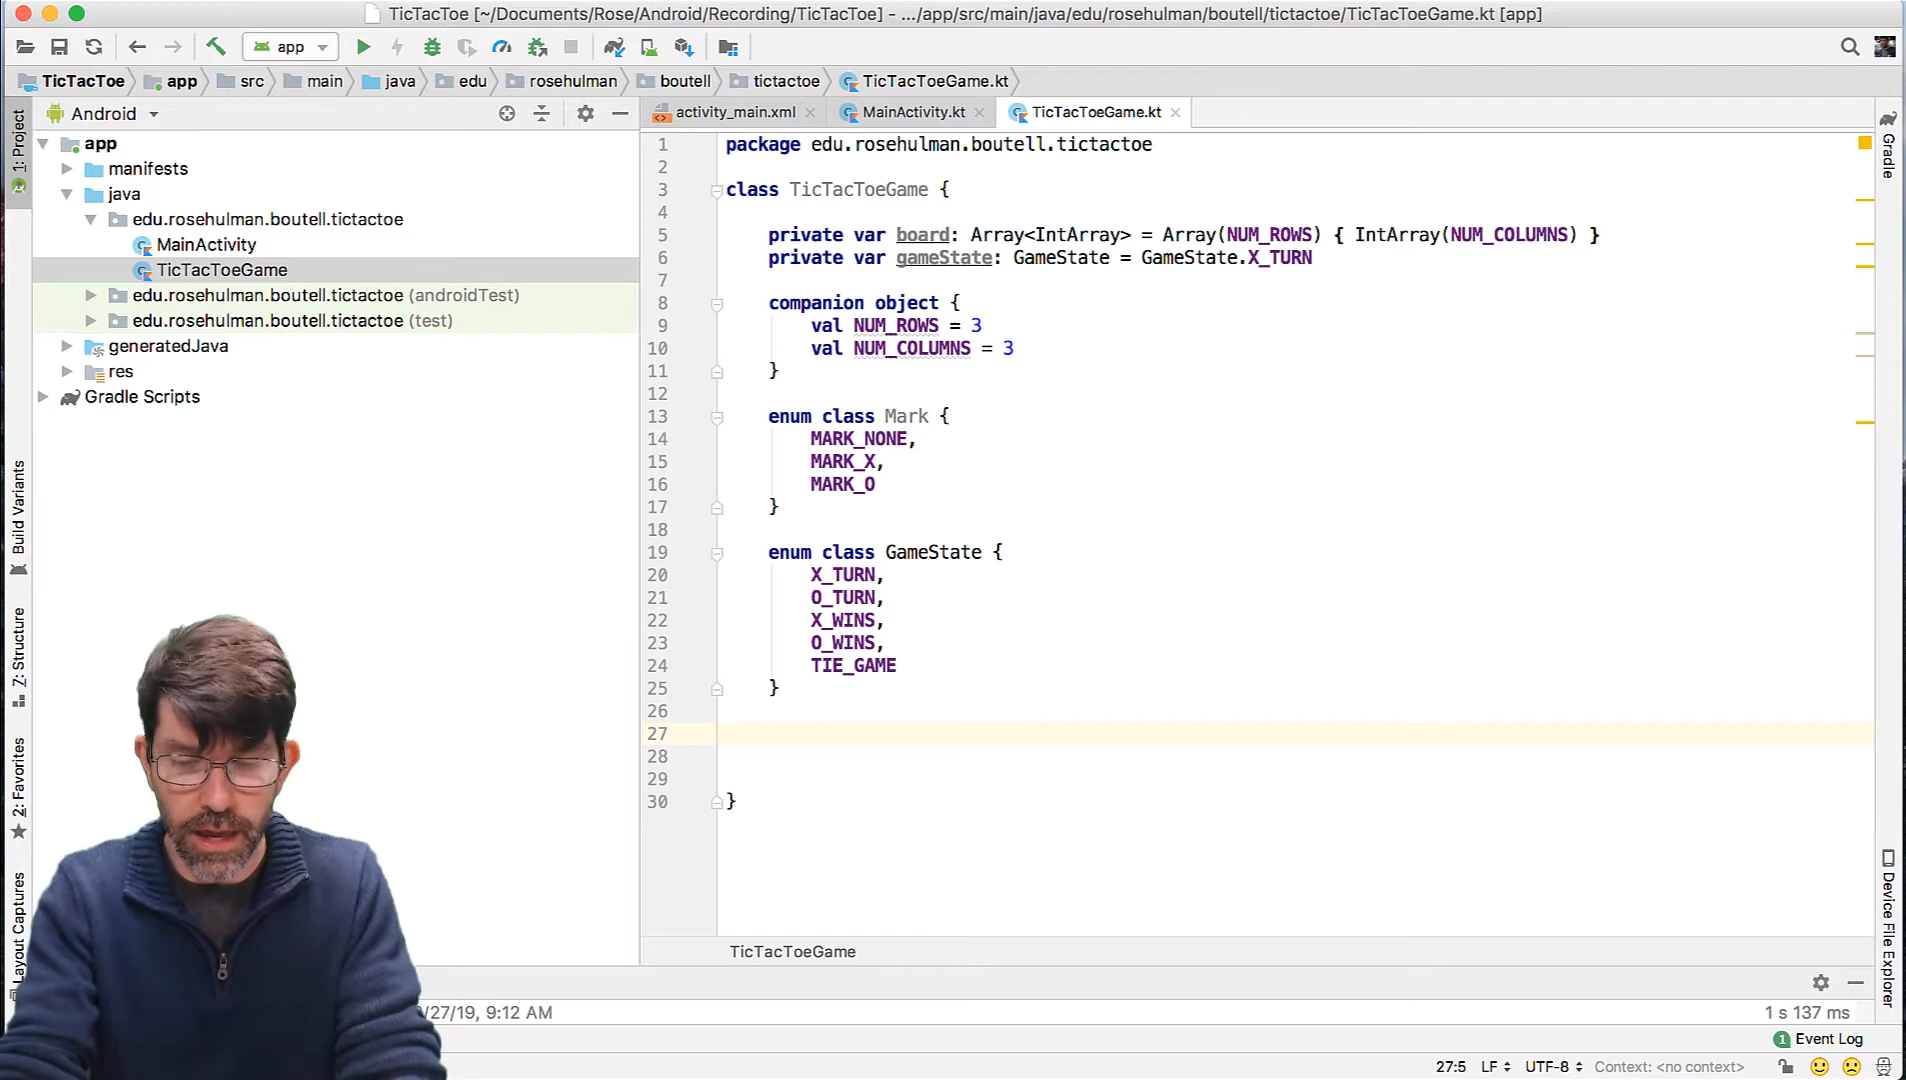 TicTacToe [~/Documents/Rose/Android/Recording/TicTacToe] - .../app/src/main/java/edu/rosehulman/boutell/tictactoe/TicTacToeGame.kt [app]
app
TicTacToe app src main java edu rosehulman boutell tictactoe TicTacToeGame.kt
Android
activity_main.xml MainActivity.kt TicTacToeGame.kt
1: Project
Build Variants
7: Structure
2: Favorites
Layout Captures
app
manifests
java
edu.rosehulman.boutell.tictactoe
MainActivity
TicTacToeGame
edu.rosehulman.boutell.tictactoe (androidTest)
edu.rosehulman.boutell.tictactoe (test)
generatedJava
res
Gradle Scripts
1 package edu.rosehulman.boutell.tictactoe
2
3 class TicTacToeGame {
4
5 private var board: Array<IntArray> = Array(NUM_ROWS) { IntArray(NUM_COLUMNS) }
6 private var gameState: GameState = GameState.X_TURN
7
8 companion object {
9 val NUM_ROWS = 3
10 val NUM_COLUMNS = 3
11 }
12
13 enum class Mark {
14 MARK_NONE,
15 MARK_X,
16 MARK_O
17 }
18
19 enum class GameState {
20 X_TURN,
21 O_TURN,
22 X_WINS,
23 O_WINS,
24 TIE_GAME
25 }
26
27
28
29
30 }
TicTacToeGame
Gradle
Device File Explorer
/27/19, 9:12 AM
1 s 137 ms
1 Event Log
27:5 LF UTF-8 Context: <no context>